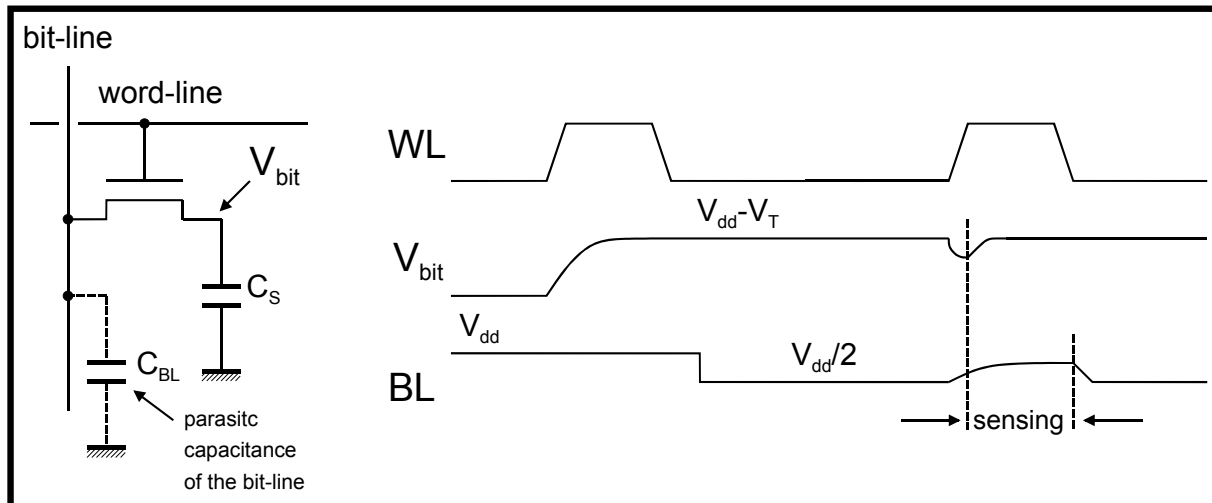 bit-line
word-line
V_bit
C_S
C_BL
parasitc
capacitance
of the bit-line
WL
V_dd-V_T
V_bit
V_dd
V_dd/2
BL
sensing